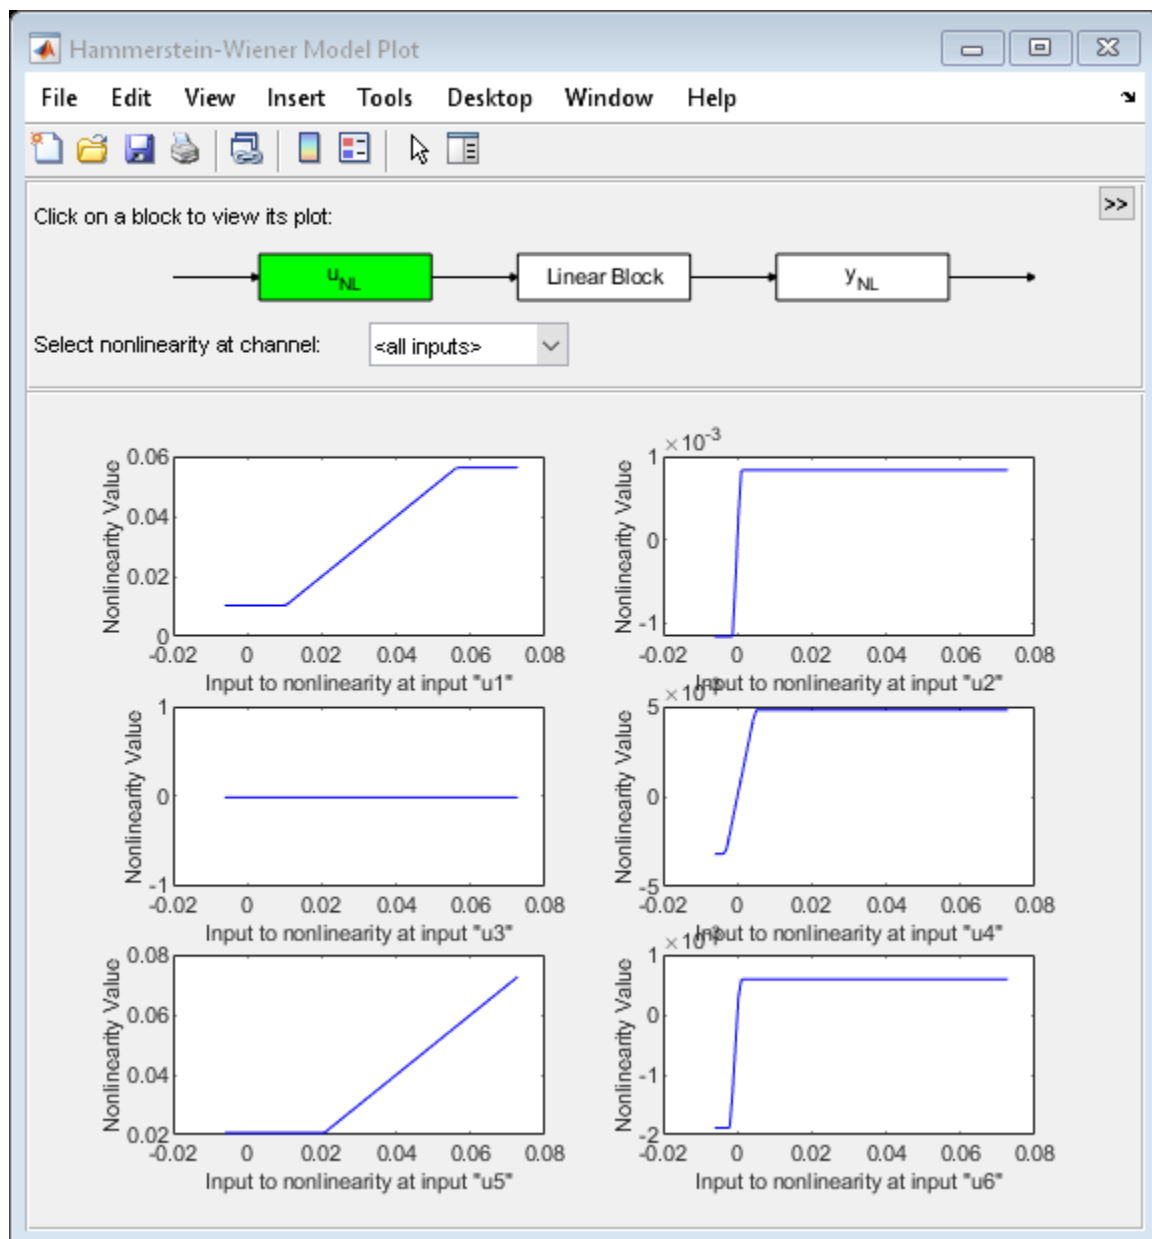 Hammerstein-Wiener Model Plot
File Edit View Insert Tools Desktop Window Help
Click on a block to view its plot:
>>
uNL
Linear Block
yNL
Select nonlinearity at channel:
<all inputs>
Nonlinearity Value
0.06
0.04
0.02
0
-0.02 0 0.02 0.04 0.06 0.08
Input to nonlinearity at input "u1"
×10-3
Nonlinearity Value
1
0
-1
-0.02 0 0.02 0.04 0.06 0.08
Input to nonlinearity at input "u2"
Nonlinearity Value
1
0
-1
-0.02 0 0.02 0.04 0.06 0.08
Input to nonlinearity at input "u3"
×10
Nonlinearity Value
5
0
-5
-0.02 0 0.02 0.04 0.06 0.08
Input to nonlinearity at input "u4"
Nonlinearity Value
0.08
0.06
0.04
0.02
-0.02 0 0.02 0.04 0.06 0.08
Input to nonlinearity at input "u5"
×10
Nonlinearity Value
1
0
-1
-2
-0.02 0 0.02 0.04 0.06 0.08
Input to nonlinearity at input "u6"